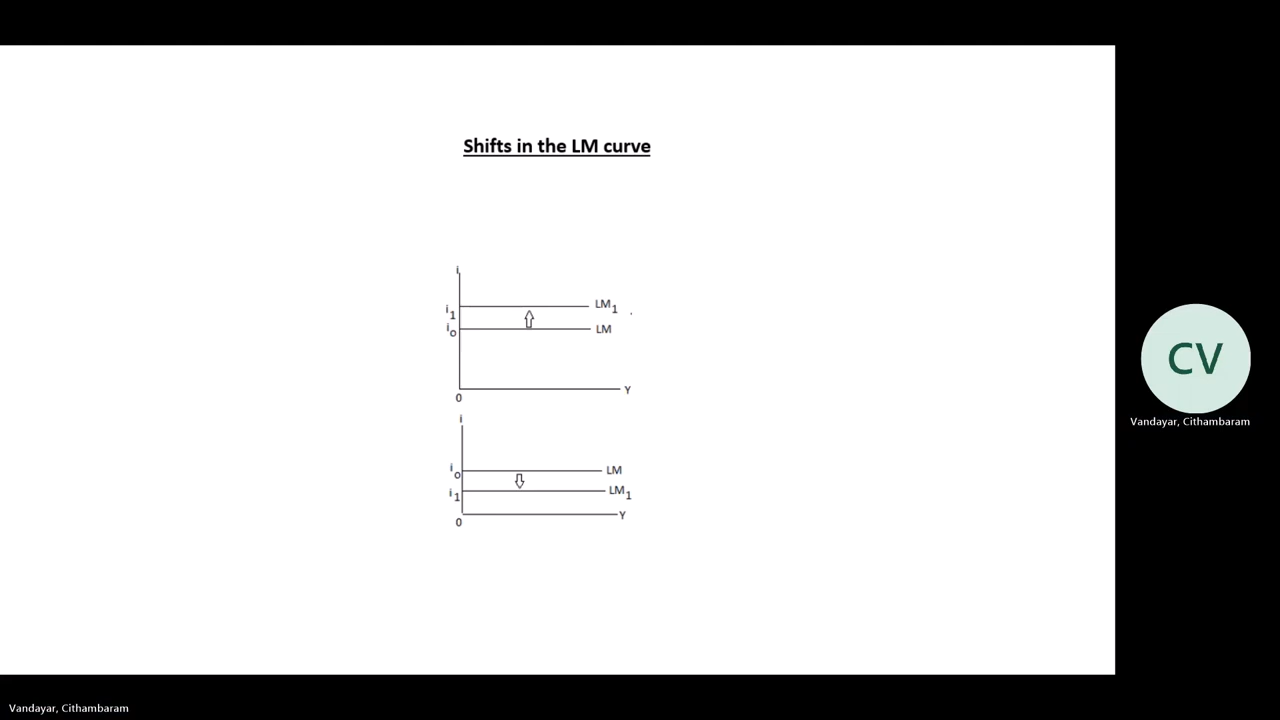 Shifts in the LM curve
i
i1
LM1
i0
LM
Y
0
i
i0
LM
i1
LM1
Y
0
CV
Vandayar, Cithambaram
Vandayar, Cithambaram